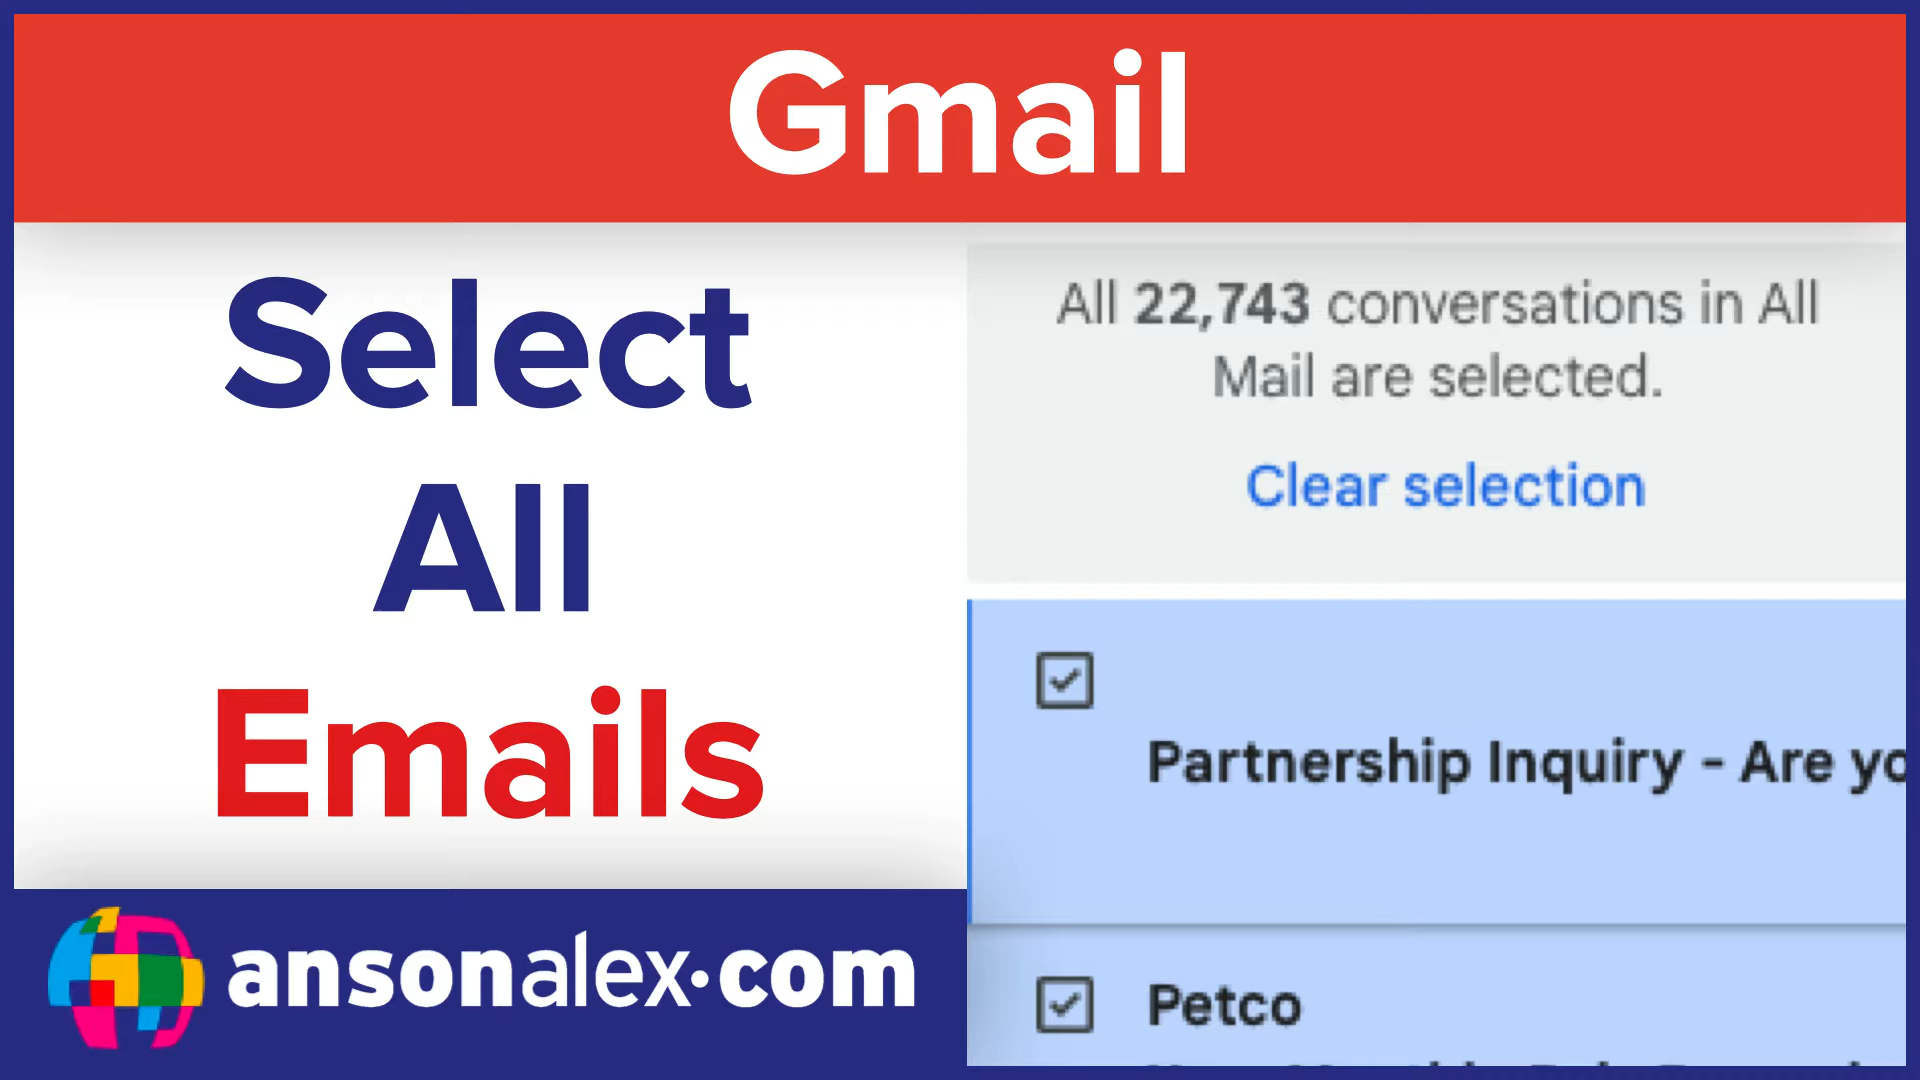 Gmail
Select
All
Emails
ansonalex.com
All 22,743 conversations in All
Mail are selected.
Clear selection
Partnership Inquiry - Are yo
Petco